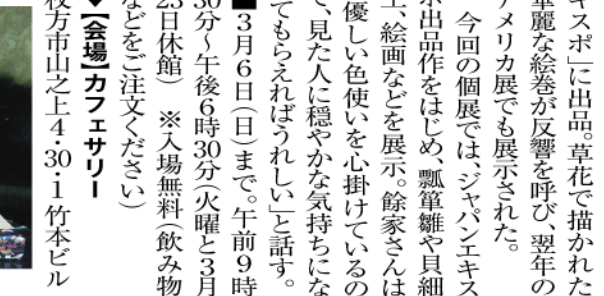 キスポ」に出品。草花で描かれた
華麗な絵巻が反響を呼び、翌年の
アメリカ展でも展示された。
今回の個展では、ジャパンエキス
ポ出品作をはじめ、瓢箪雛や貝細
工、絵画などを展示。餘家さんは
「優しい色使いを心掛けているの
で、見た人に穏やかな気持ちにな
ってもらえればうれしい」と話す。
■3月6日(日)まで。午前9時
30分〜午後6時30分(火曜と3月
23日休館) ※入場無料(飲み物
などをご注文ください)
◆【会場】カフェサリー
枚方市山之上4・30・1竹本ビル